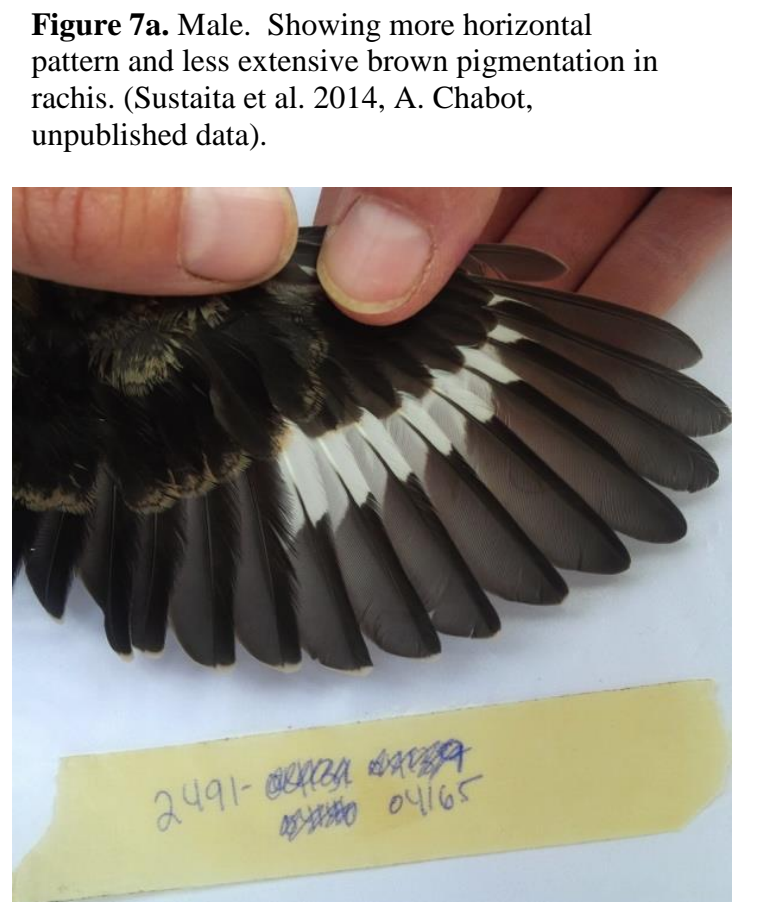 Figure 7a. Male. Showing more horizontal
pattern and less extensive brown pigmentation in
rachis. (Sustaita et al. 2014, A. Chabot,
unpublished data).
2491-
04165